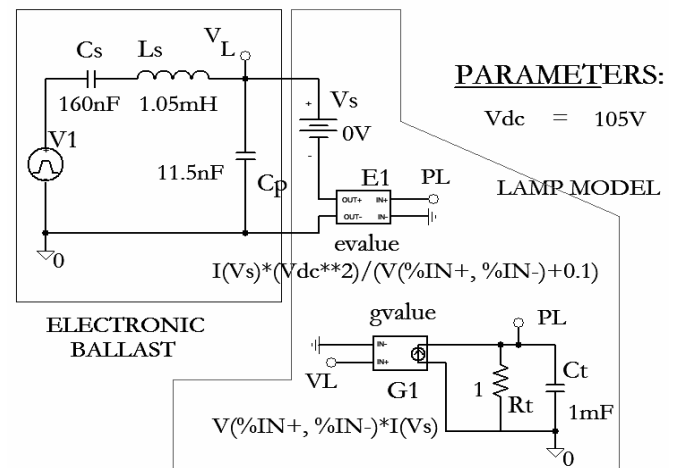 Cs Ls V L
160nF 1.05mH
V1
11.5nF Cp
+ Vs
0V
-
PARAMETERS:
Vdc = 105V
E1 PL
OUT+ IN+
OUT- IN-
LAMP MODEL
evalue
0
I(Vs)*(Vdc**2)/(V(%IN+, %IN-)+0.1)
ELECTRONIC
BALLAST
gvalue
PL
IN-
IN+
VL
G1
1 Rt
Ct
1mF
V(%IN+, %IN-)*I(Vs)
0